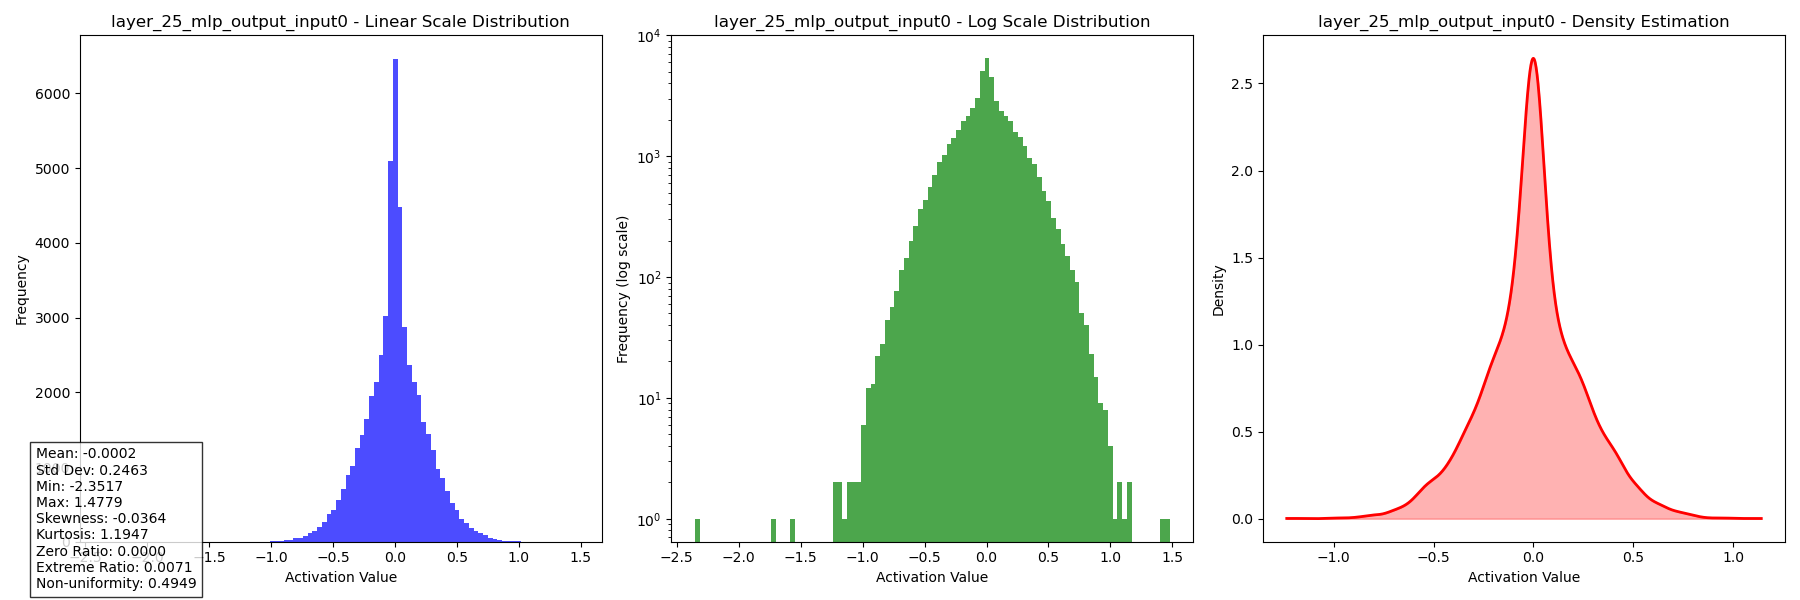 layer_25_mlp_output_input0 - Linear Scale Distribution
Frequency
6000
5000
4000
3000
2000
0
Mean: -0.0002
Std Dev: 0.2463
Min: -2.3517
Max: 1.4779
Skewness: -0.0364
Kurtosis: 1.1947
Zero Ratio: 0.0000
Extreme Ratio: 0.0071
Non-uniformity: 0.4949
−1.5 −1.0 −0.5 0.0 0.5 1.0 1.5
Activation Value
layer_25_mlp_output_input0 - Log Scale Distribution
Frequency (log scale)
10⁴
10³
10²
10¹
10⁰
−2.5 −2.0 −1.5 −1.0 −0.5 0.0 0.5 1.0 1.5
Activation Value
layer_25_mlp_output_input0 - Density Estimation
Density
2.5
2.0
1.5
1.0
0.5
0.0
−1.0 −0.5 0.0 0.5 1.0
Activation Value